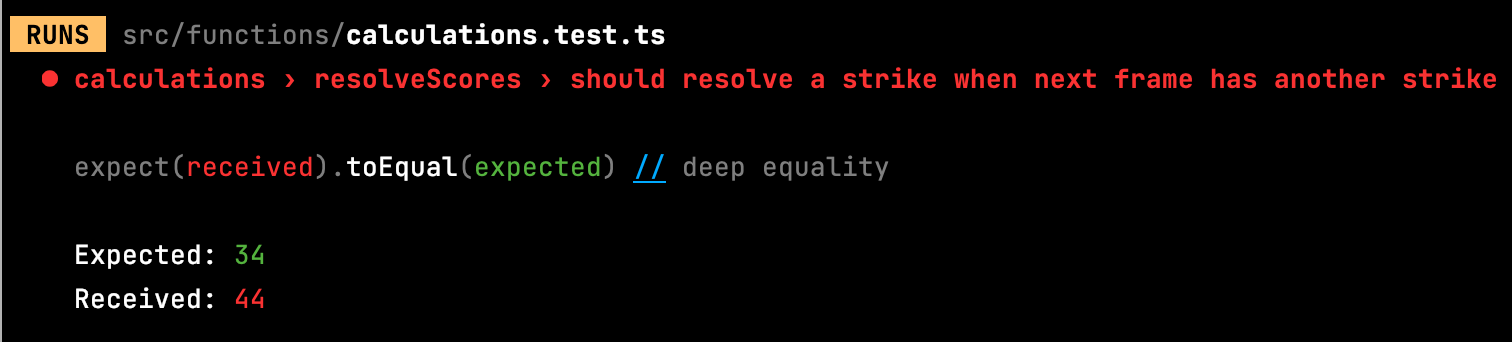 RUNS src/functions/calculations.test.ts
● calculations › resolveScores › should resolve a strike when next frame has another strike
expect(received).toEqual(expected) // deep equality
Expected: 34
Received: 44